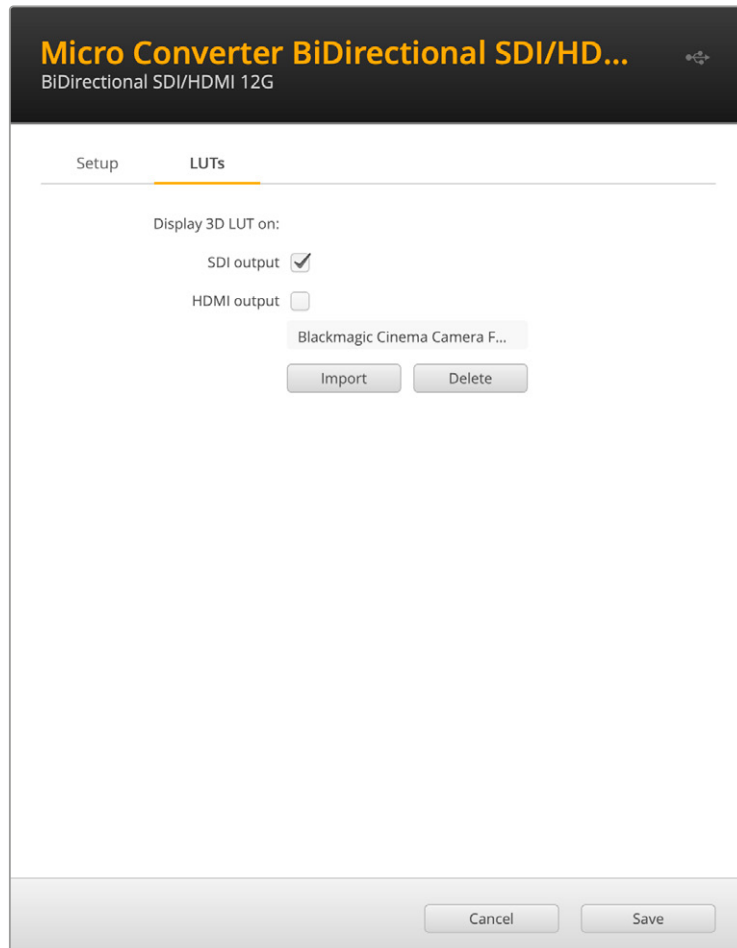 Micro Converter BiDirectional SDI/HD...
BiDirectional SDI/HDMI 12G
Setup LUTs
Display 3D LUT on:
SDI output
HDMI output
Blackmagic Cinema Camera F...
Import Delete
Cancel Save